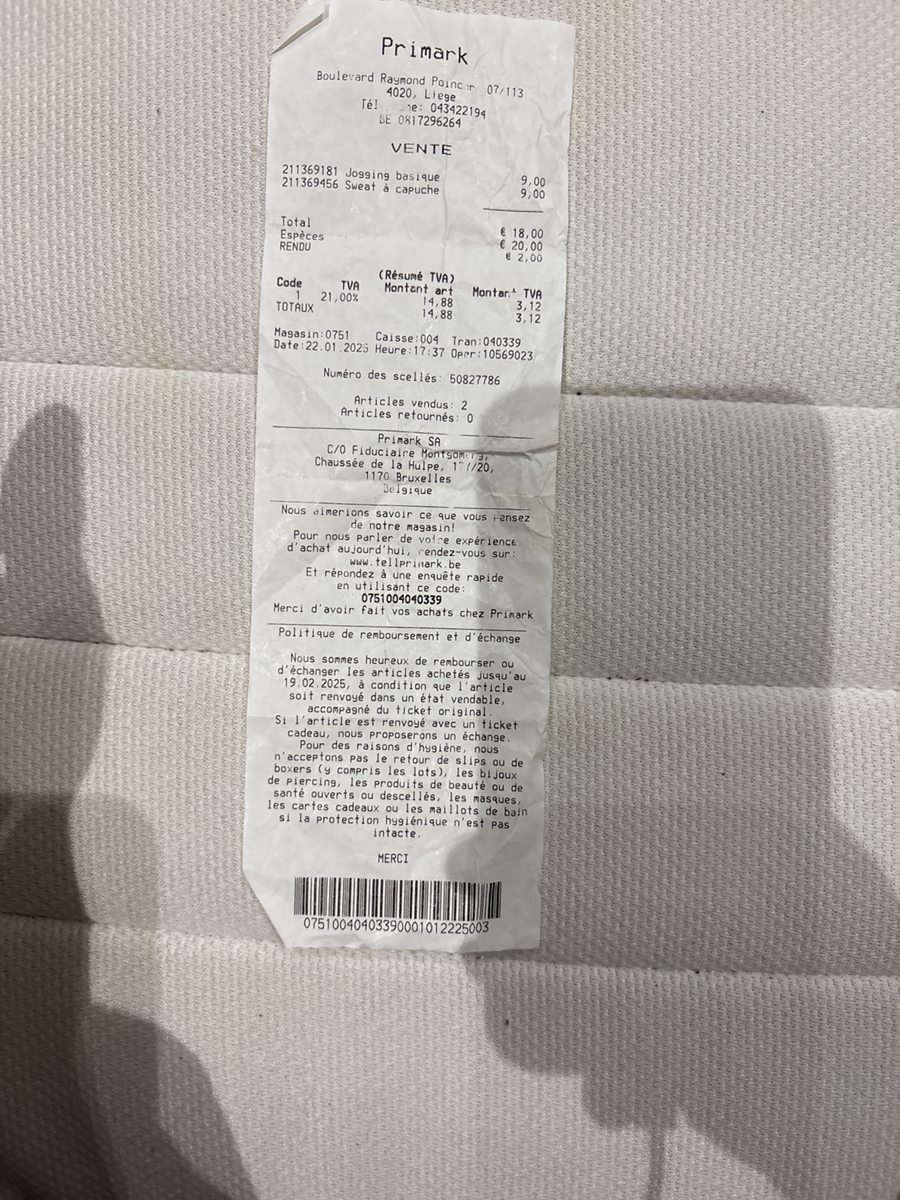 Primark
Boulevard Raymond 07/113
4020, Liege
043422194
BE 0817296264
VENTE
211369181 Jogging basique 9,00
211369456 Sweat à capuche 9,00
Total € 18,00
Espèces € 20,00
RENDU € 2,00
(Résumé TVA)
Code TVA Montant art TVA
1 21,00% 14,88 3,12
TOTAUX 14,88 3,12
Magasin:0751 Caisse:004 Tran:040339
Date:22.01.2025 Heure:17:37 Oper:10569023
Numéro des scellés: 50827786
Articles vendus: 2
Articles retournés: 0
Primark SA
C/O Fiduciaire
Chaussée de la Hulpe,
1170 Bruxelles
Belgique
Nous aimerions savoir ce que vous pensez
de notre magasin!
Pour nous parler de votre expérience
d'achat aujourd'hui, rendez-vous sur:
www.tellprimark.be
Et répondez à une enquête rapide
en utilisant ce code:
0751004040339
Merci d'avoir fait vos achats chez Primark
Politique de remboursement et d'échange
Nous sommes heureux de rembourser ou
d'échanger les articles achetés jusqu'au
19.02.2025, à condition que l'article
soit renvoyé dans un état vendable,
accompagné du ticket original.
Si l'article est renvoyé avec un ticket
cadeau, nous proposerons un échange.
Pour des raisons d'hygiène, nous
n'acceptons pas le retour de slips ou de
boxers (y compris les lots), les bijoux
de piercing, les produits de beauté ou de
santé ouverts ou descellés, les masques,
les cartes cadeaux ou les maillots de bain
si la protection hygiénique n'est pas
intacte.
MERCI
07510040403390001012225003